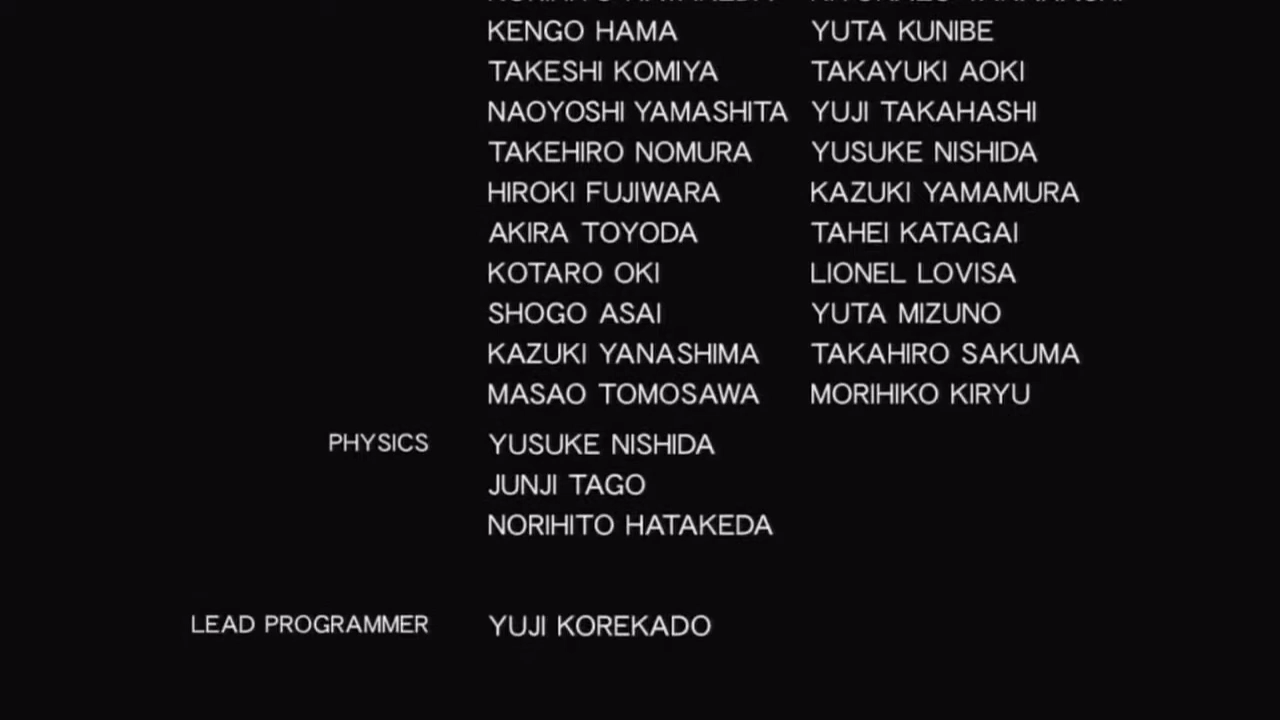 KENGO HAMA YUTA KUNIBE
TAKESHI KOMIYA TAKAYUKI AOKI
NAOYOSHI YAMASHITA YUJI TAKAHASHI
TAKEHIRO NOMURA YUSUKE NISHIDA
HIROKI FUJIWARA KAZUKI YAMAMURA
AKIRA TOYODA TAHEI KATAGAI
KOTARO OKI LIONEL LOVISA
SHOGO ASAI YUTA MIZUNO
KAZUKI YANASHIMA TAKAHIRO SAKUMA
MASAO TOMOSAWA MORIHIKO KIRYU
PHYSICS YUSUKE NISHIDA
JUNJI TAGO
NORIHITO HATAKEDA
LEAD PROGRAMMER YUJI KOREKADO